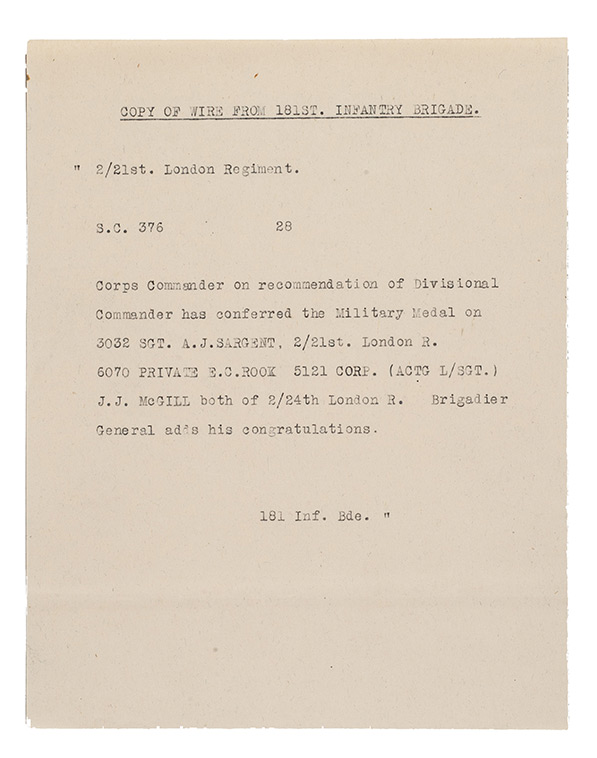 COPY OF WIRE FROM 181ST. INFANTRY BRIGADE.
" 2/21st. London Regiment.
S.C. 376 28
Corps Commander on recommendation of Divisional
Commander has conferred the Military Medal on
3032 SGT. A.J.SARGENT, 2/21st. London R.
6070 PRIVATE E.C.ROOK 5121 CORP. (ACTG L/SGT.)
J.J. McGILL both of 2/24th London R. Brigadier
General adds his congratulations.
181 Inf. Bde. "